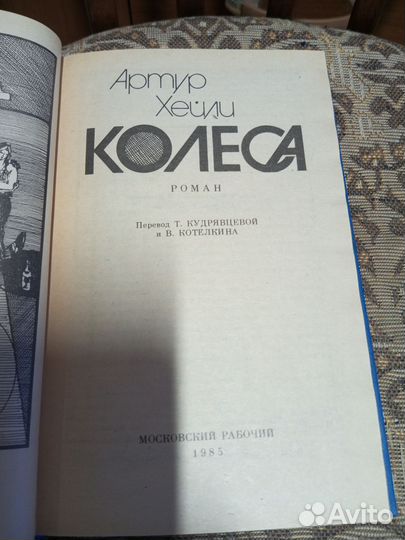 Артур
Хейли
КОЛЕСА
РОМАН
Перевод Т. КУДРЯВЦЕВОЙ
и В. КОТЕЛКИНА
МОСКОВСКИЙ РАБОЧИЙ
1985
Avito